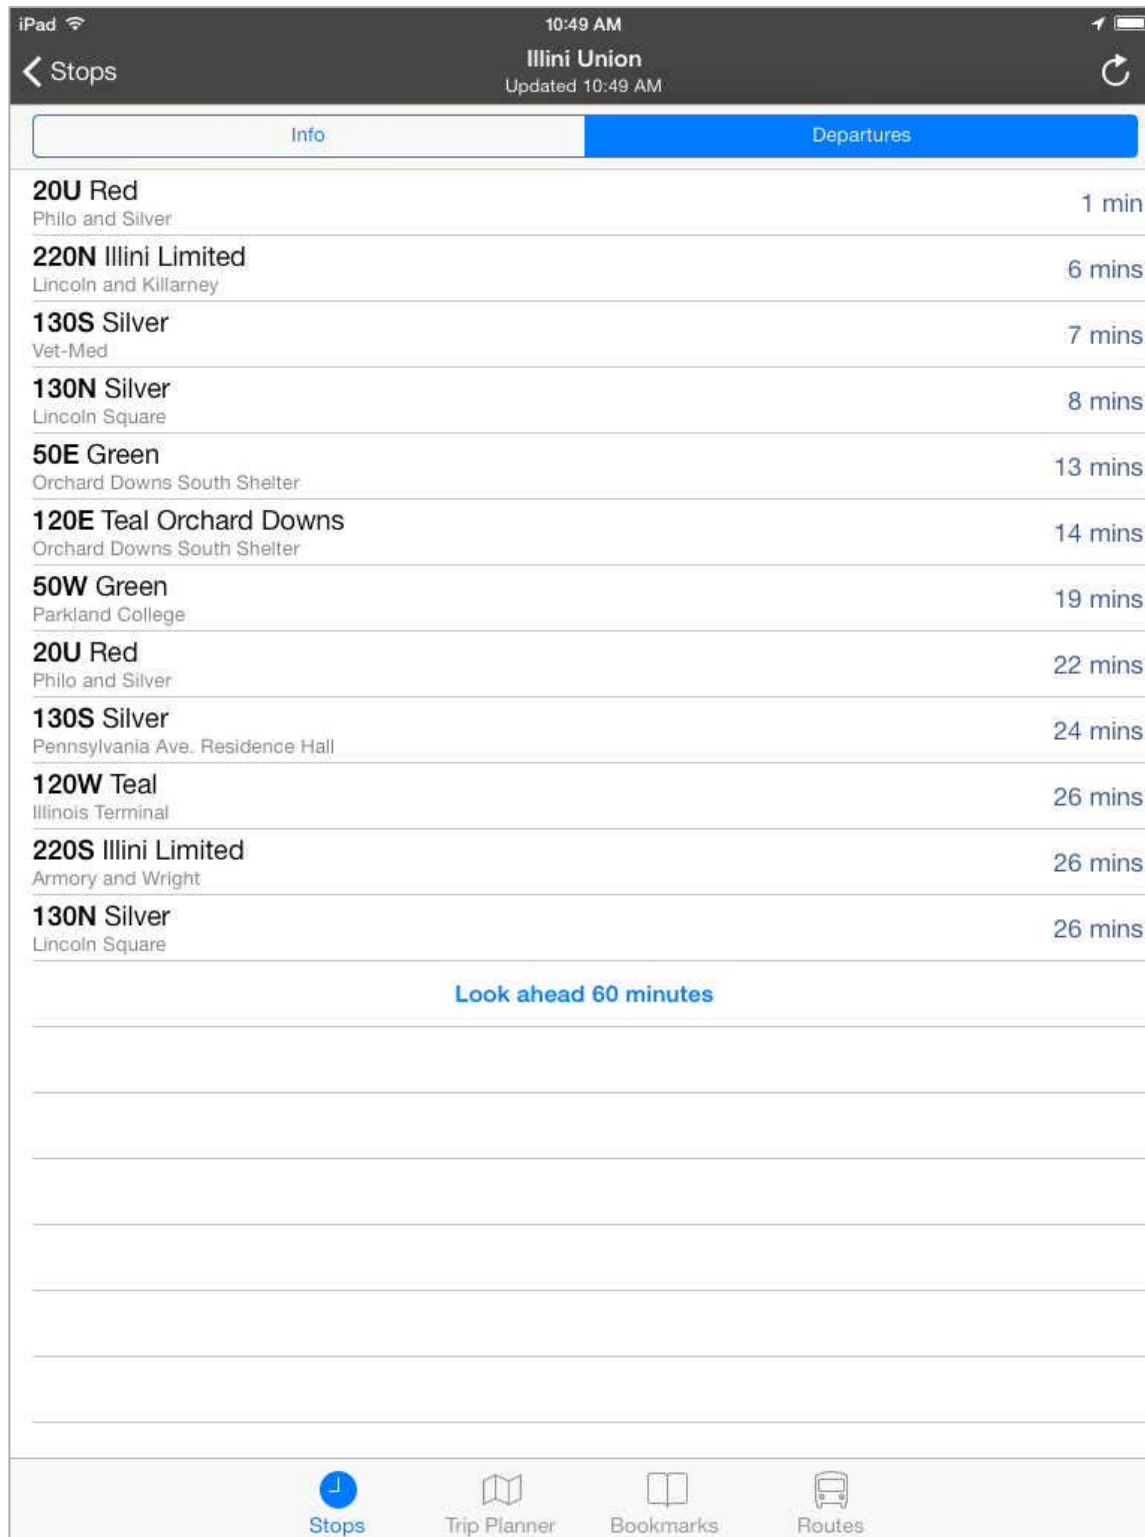 iPad 10:49 AM
Stops Illini Union
Updated 10:49 AM
Info Departures
20U Red
Philo and Silver
1 min
220N Illini Limited
Lincoln and Killarney
6 mins
130S Silver
Vet-Med
7 mins
130N Silver
Lincoln Square
8 mins
50E Green
Orchard Downs South Shelter
13 mins
120E Teal Orchard Downs
Orchard Downs South Shelter
14 mins
50W Green
Parkland College
19 mins
20U Red
Philo and Silver
22 mins
130S Silver
Pennsylvania Ave. Residence Hall
24 mins
120W Teal
Illinois Terminal
26 mins
220S Illini Limited
Armory and Wright
26 mins
130N Silver
Lincoln Square
26 mins
Look ahead 60 minutes
Stops Trip Planner Bookmarks Routes